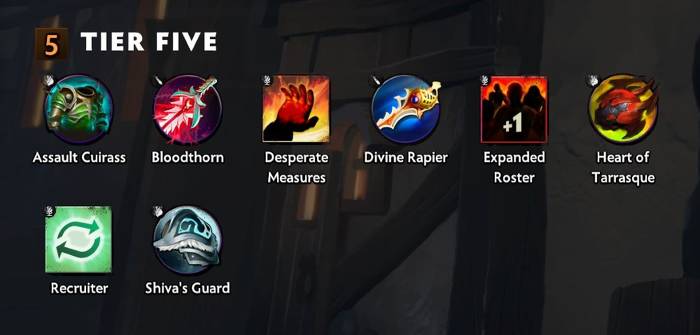 5 TIER FIVE
Assault Cuirass Bloodthorn Desperate Measures Divine Rapier Expanded Roster Heart of Tarrasque
+1
Recruiter Shiva's Guard